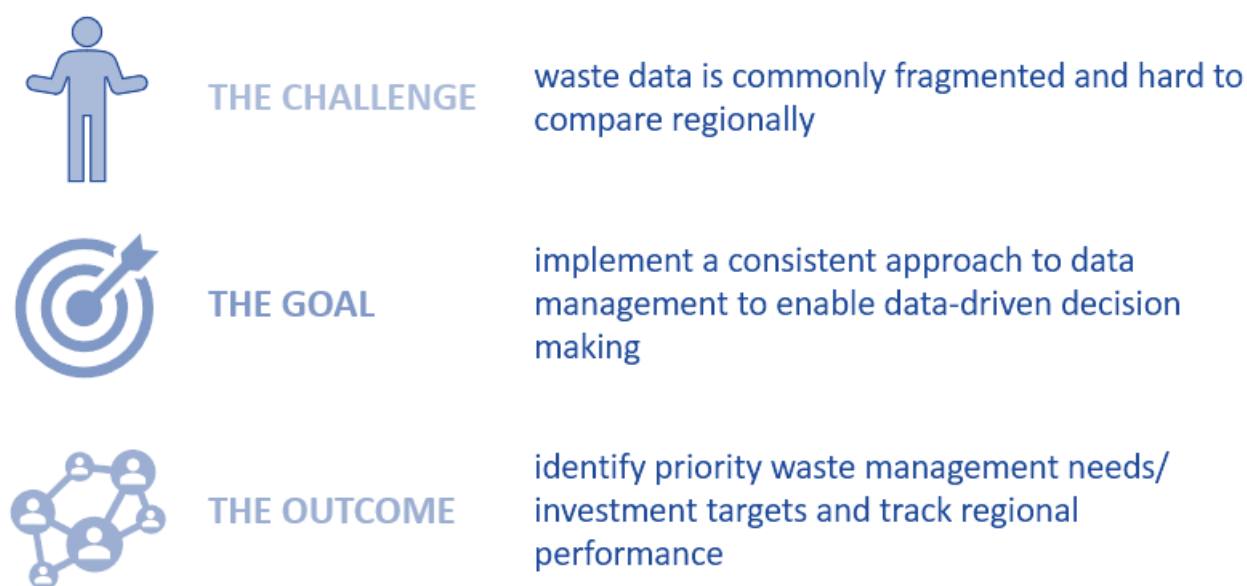 THE CHALLENGE
waste data is commonly fragmented and hard to
compare regionally
THE GOAL
implement a consistent approach to data
management to enable data-driven decision
making
THE OUTCOME
identify priority waste management needs/
investment targets and track regional
performance